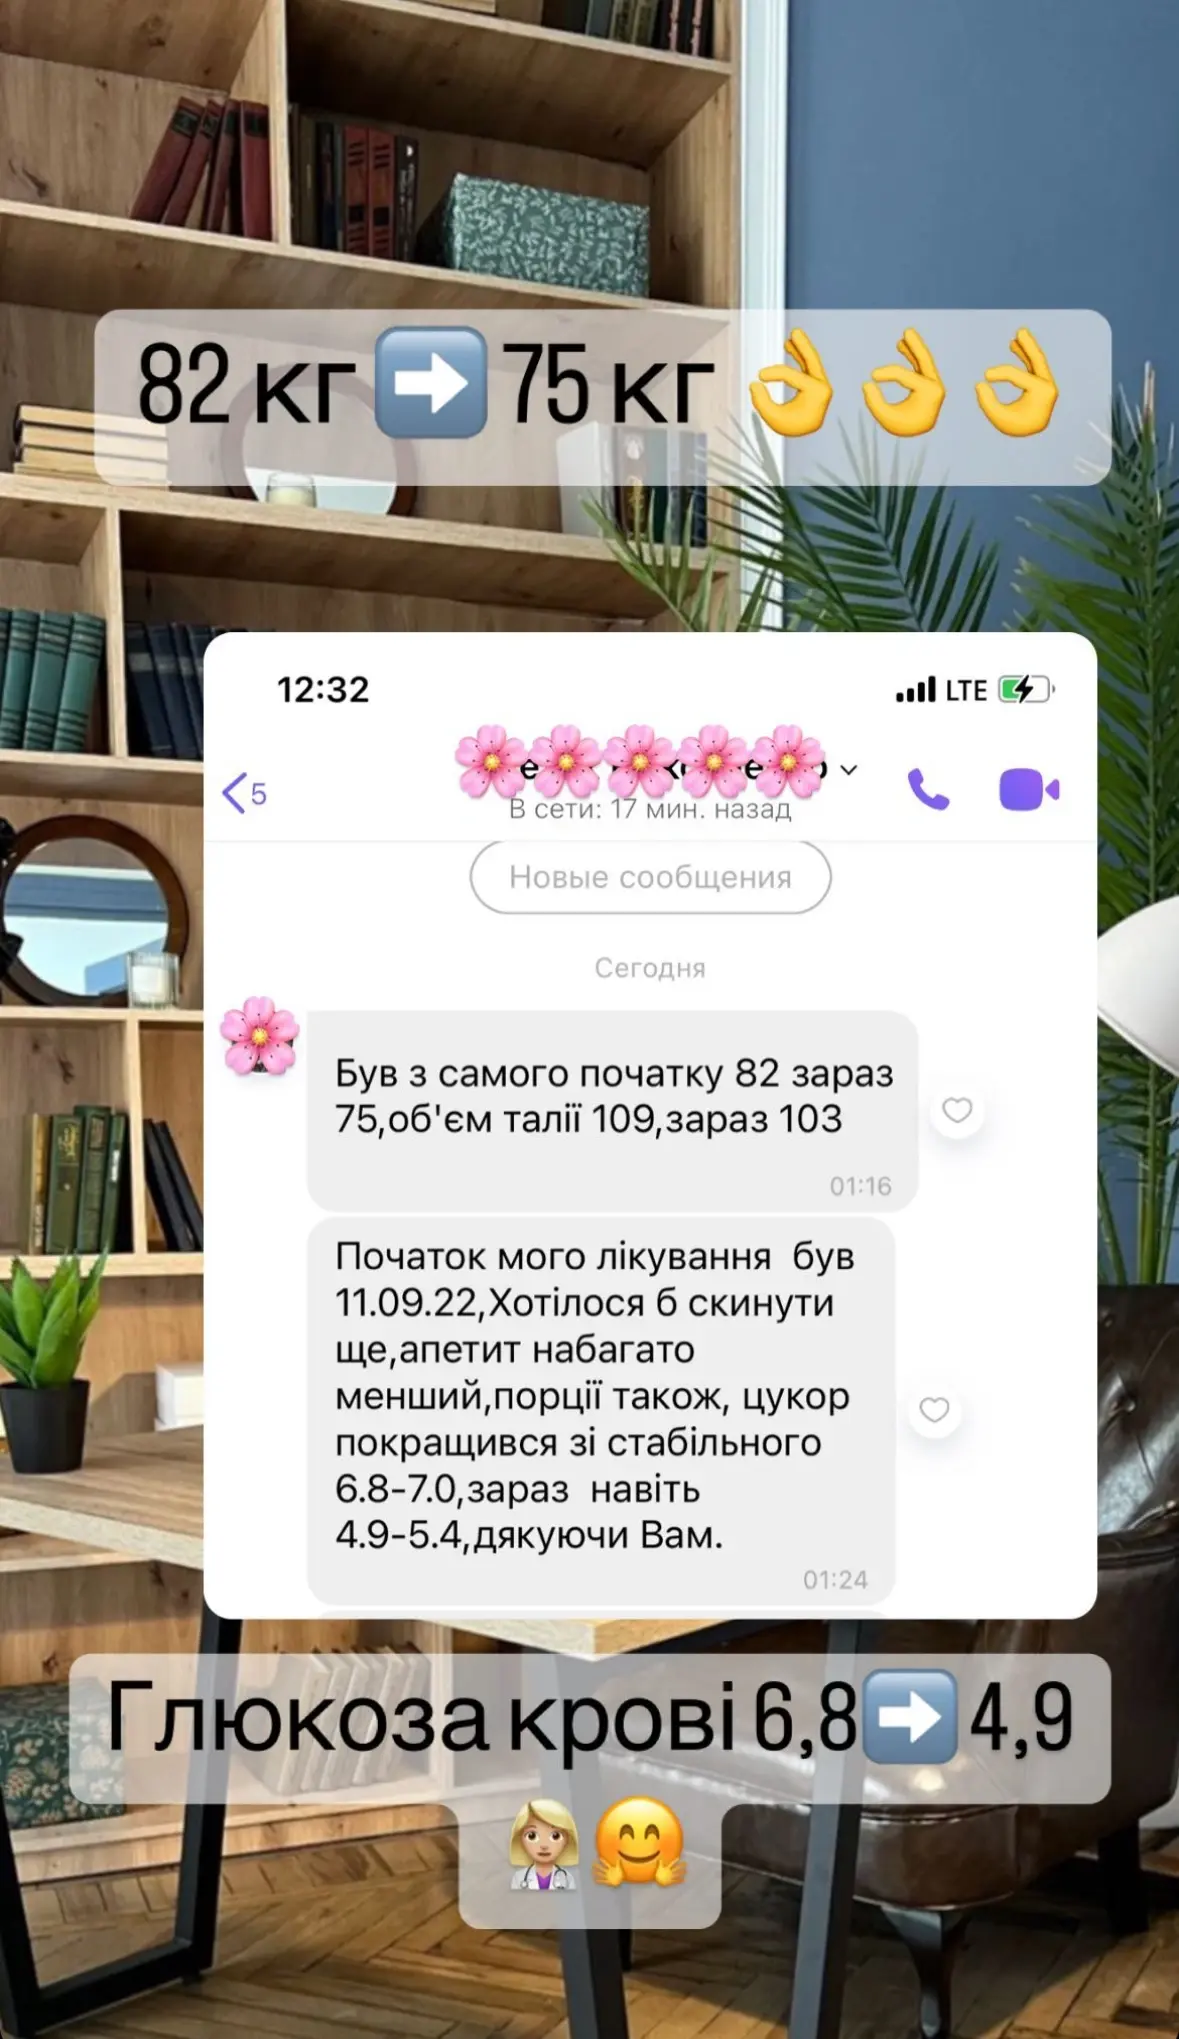 82 кг ➡️ 75 кг 👌👌👌
12:32
LTE
5
В сети: 17 мин. назад
Новые сообщения
Сегодня
Був з самого початку 82 зараз
75,об'єм талії 109,зараз 103
01:16
Початок мого лікування був
11.09.22,Хотілося б скинути
ще,апетит набагато
менший,порції також, цукор
покращився зі стабільного
6.8-7.0,зараз навіть
4.9-5.4,дякуючи Вам.
01:24
Глюкоза крові 6,8 ➡️ 4,9
👩🏼‍⚕️🤗